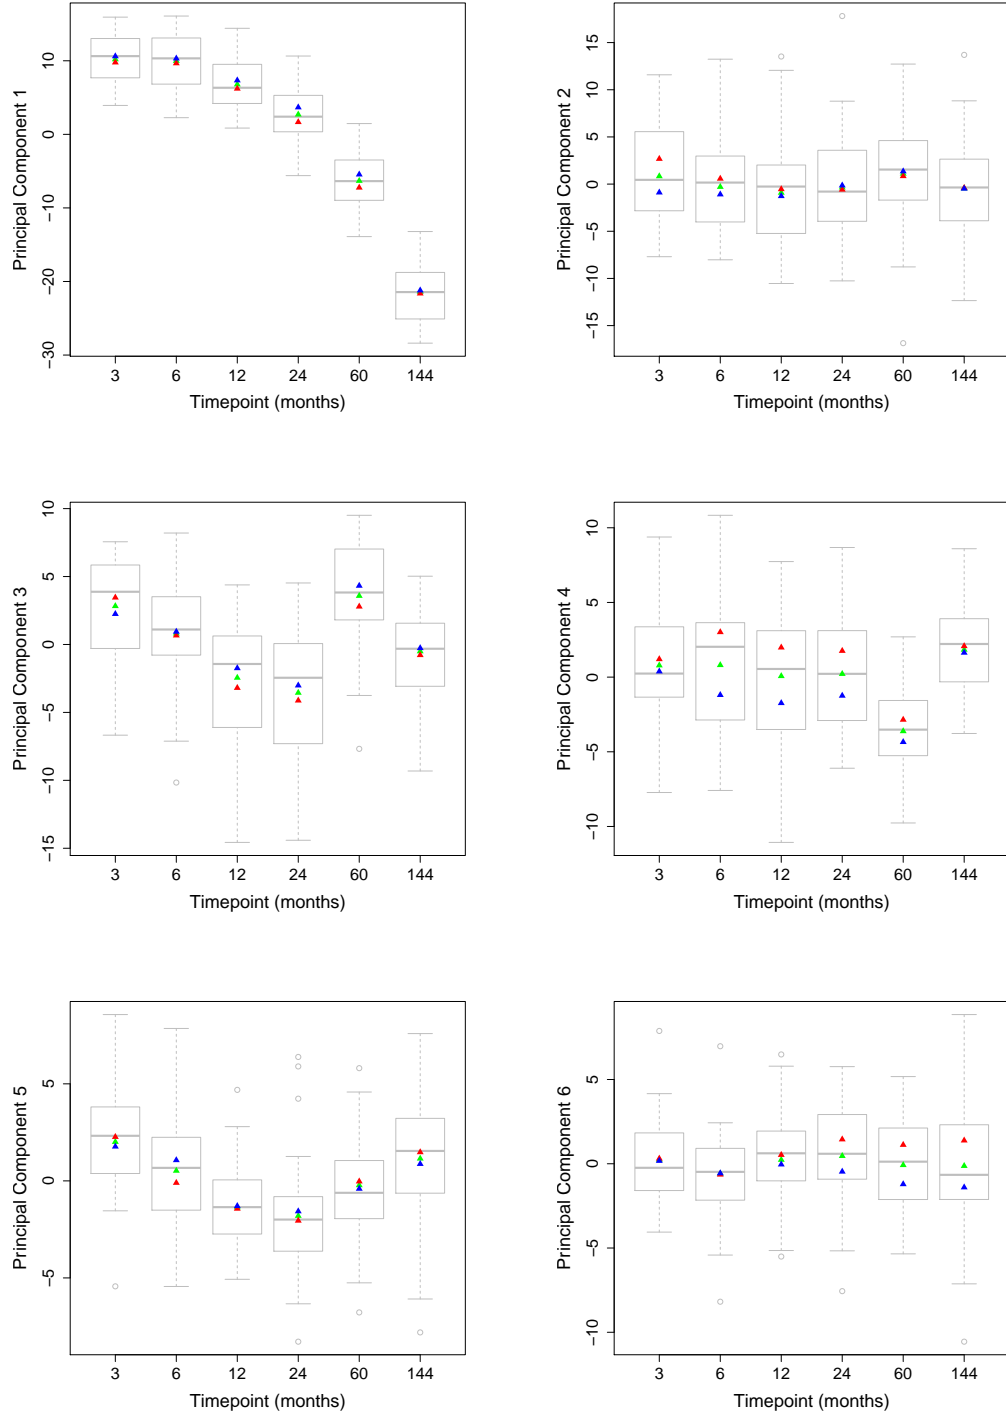 Principal Component 1
10
0
−10
−20
−30
3 6 12 24 60 144
Timepoint (months)
Principal Component 2
15
10
5
0
−5
−10
−15
3 6 12 24 60 144
Timepoint (months)
Principal Component 3
10
5
0
−5
−10
−15
3 6 12 24 60 144
Timepoint (months)
Principal Component 4
10
5
0
−5
−10
3 6 12 24 60 144
Timepoint (months)
Principal Component 5
5
0
−5
3 6 12 24 60 144
Timepoint (months)
Principal Component 6
5
0
−5
−10
3 6 12 24 60 144
Timepoint (months)